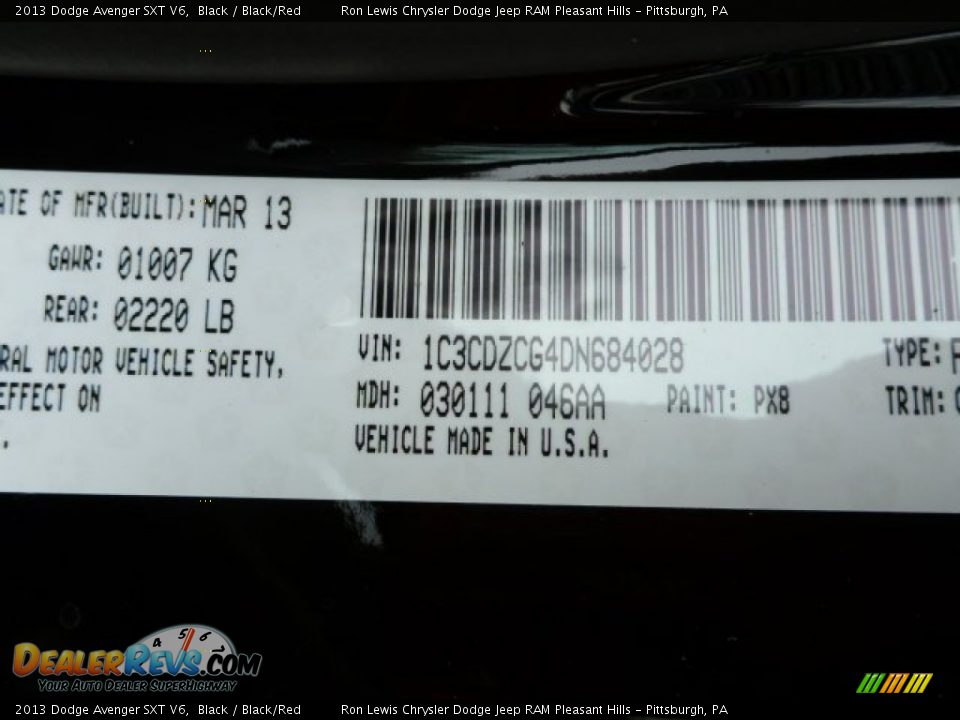 2013 Dodge Avenger SXT V6,  Black / Black/Red Ron Lewis Chrysler Dodge Jeep RAM Pleasant Hills - Pittsburgh, PA
ATE OF MFR(BUILT): MAR 13
GAWR: 01007 KG
REAR: 02220 LB
RAL MOTOR VEHICLE SAFETY,
EFFECT ON
.
VIN: 1C3CDZCG4DN684028 TYPE:
MDH: 030111 046AA PAINT: PX8 TRIM:
VEHICLE MADE IN U.S.A.
4 5 6
DealerRevs.com
Your Auto Dealer SuperHighway
2013 Dodge Avenger SXT V6,  Black / Black/Red Ron Lewis Chrysler Dodge Jeep RAM Pleasant Hills - Pittsburgh, PA